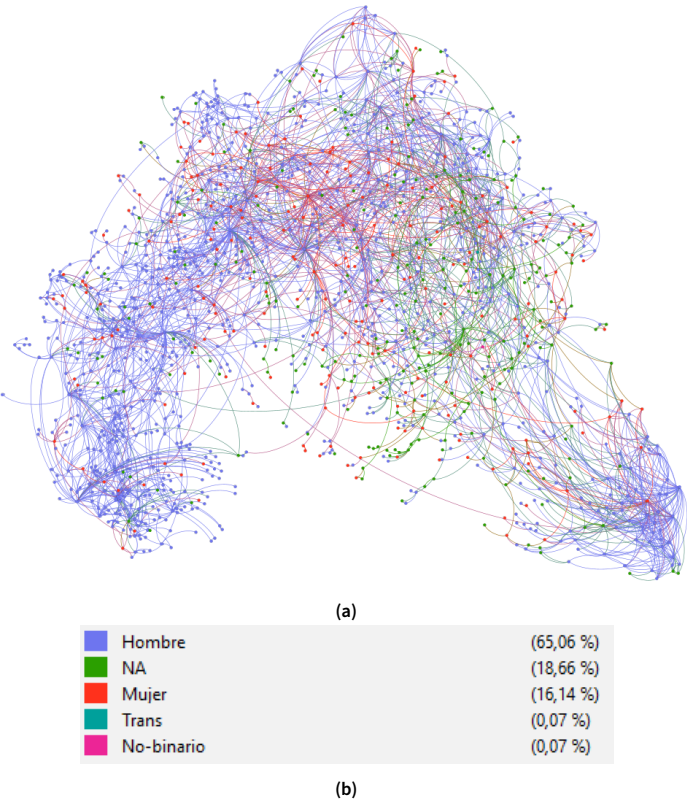 (a)
Hombre (65,06 %)
NA (18,66 %)
Mujer (16,14 %)
Trans (0,07 %)
No-binario (0,07 %)
(b)